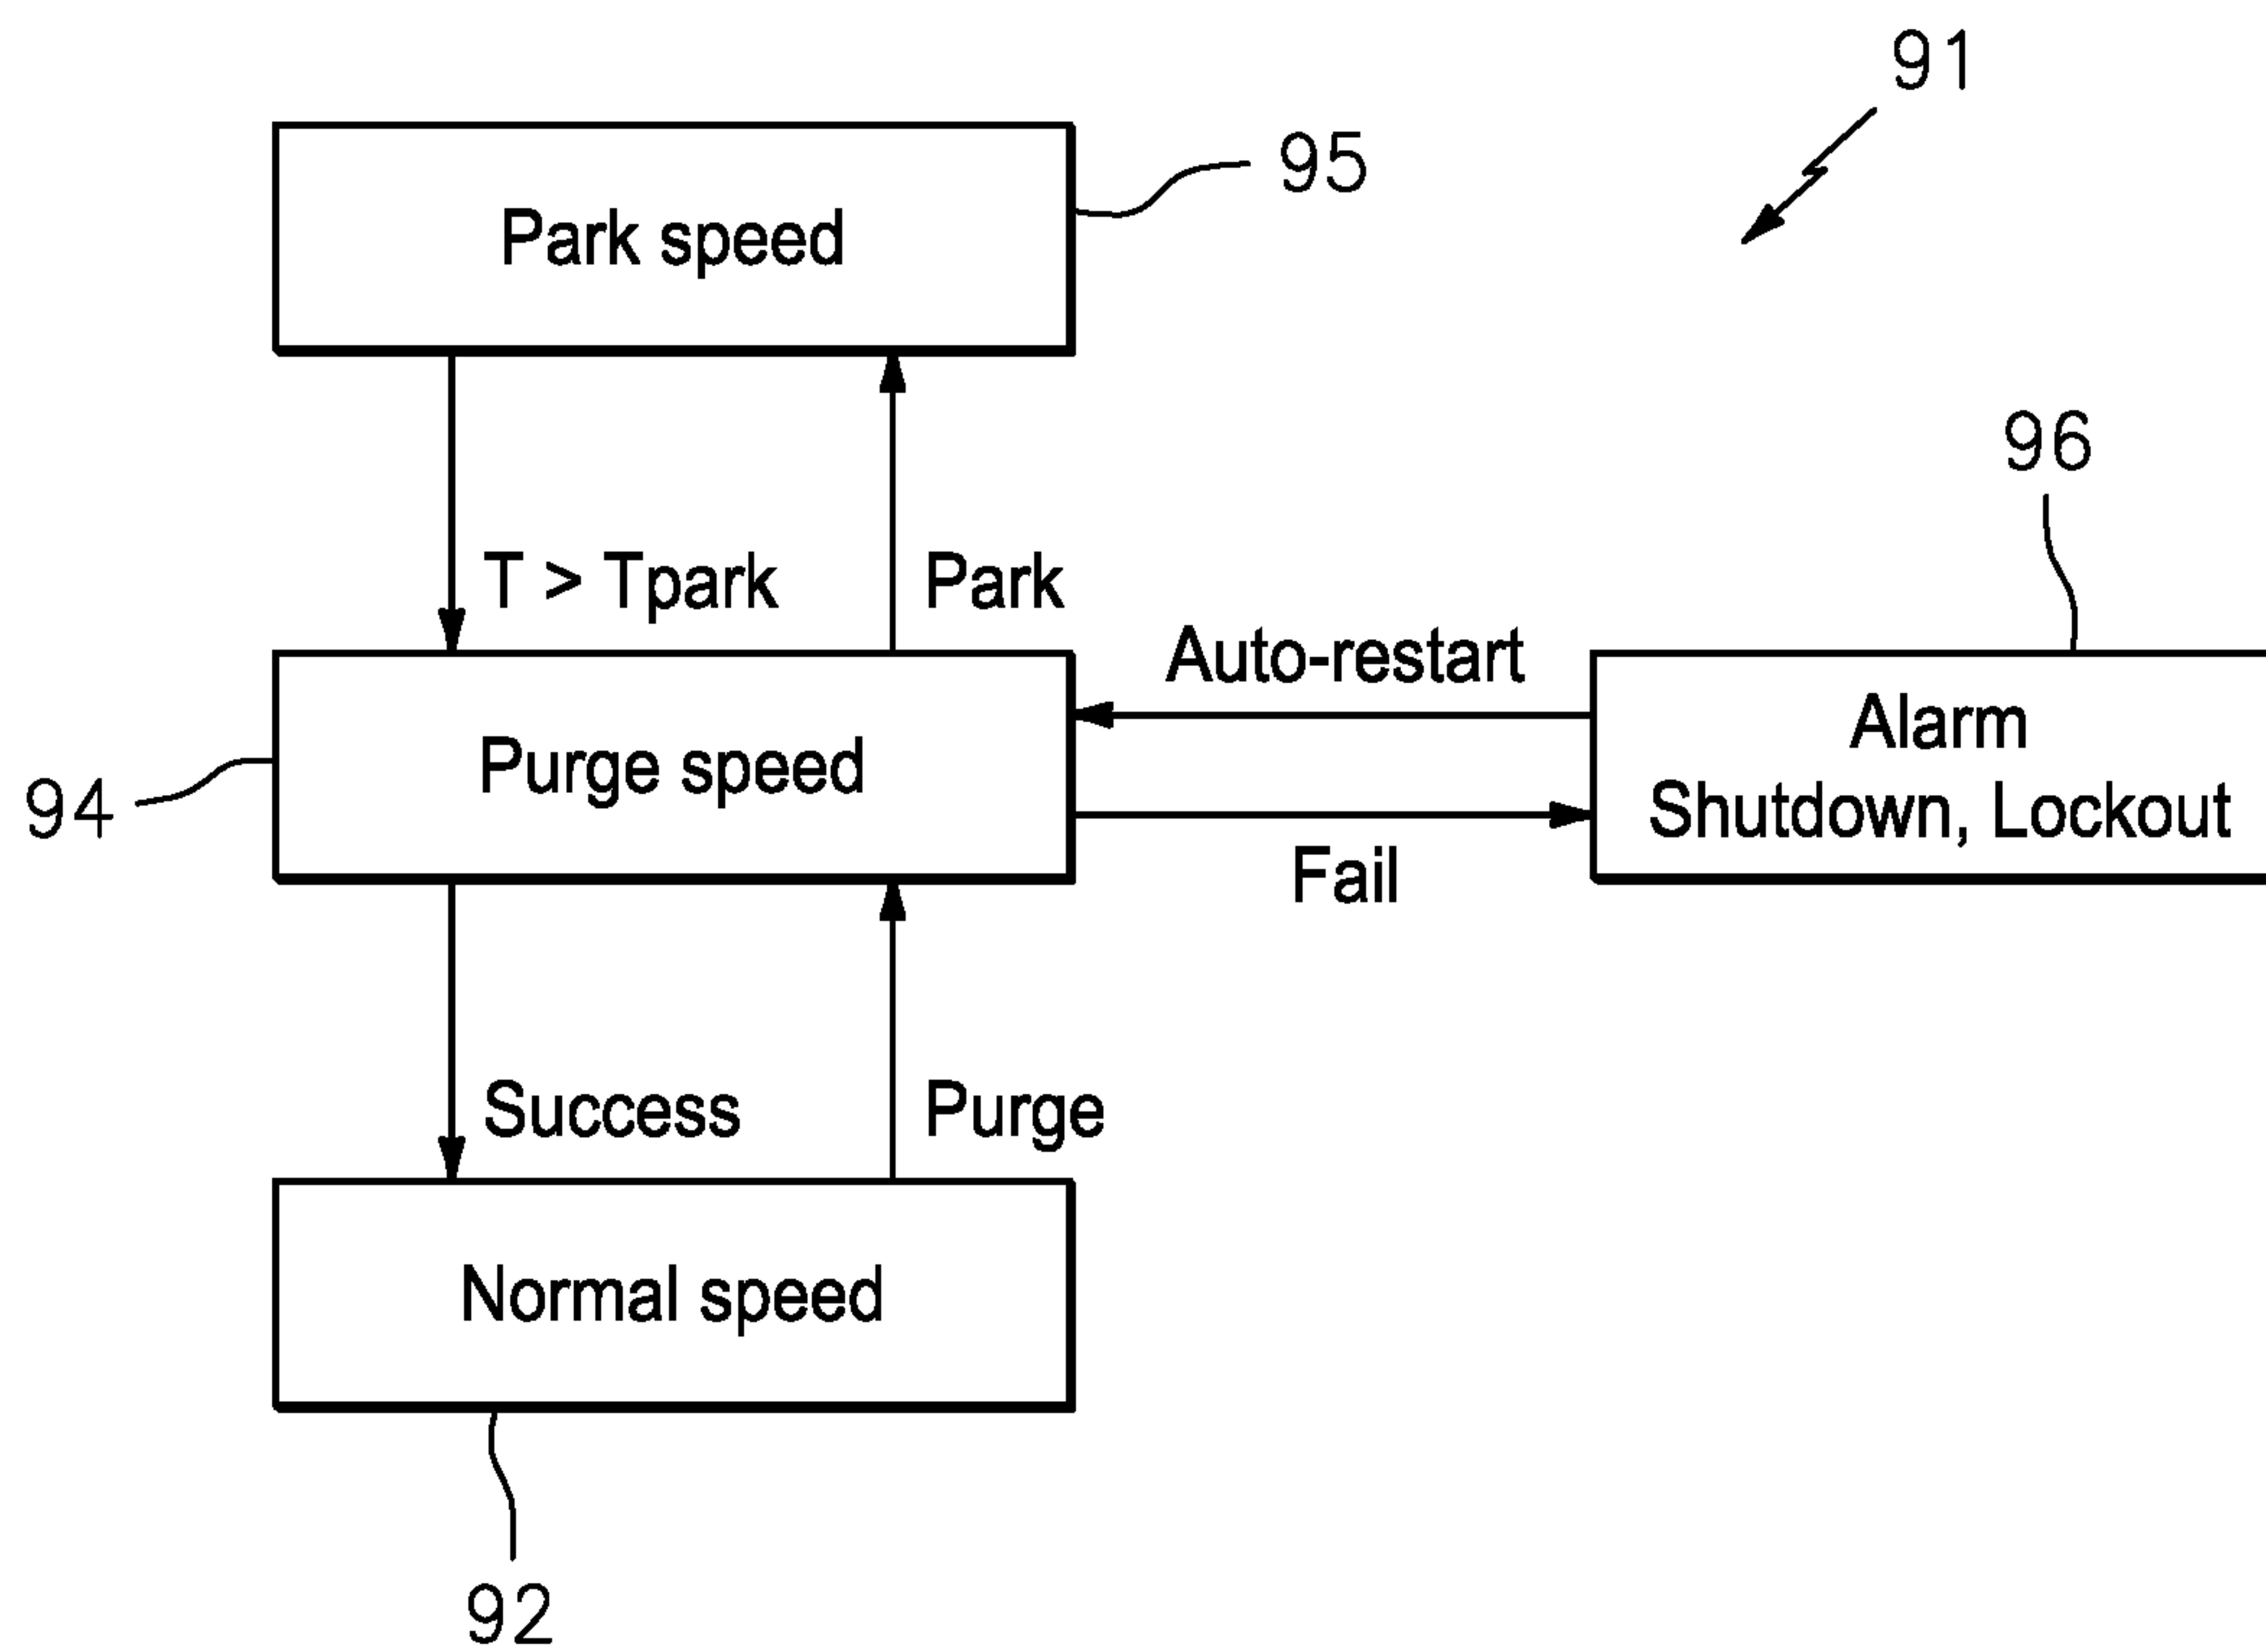 91
95
Park speed
T > Tpark
Park
96
Auto-restart
Alarm
Shutdown, Lockout
Purge speed
94
Fail
Success
Purge
Normal speed
92